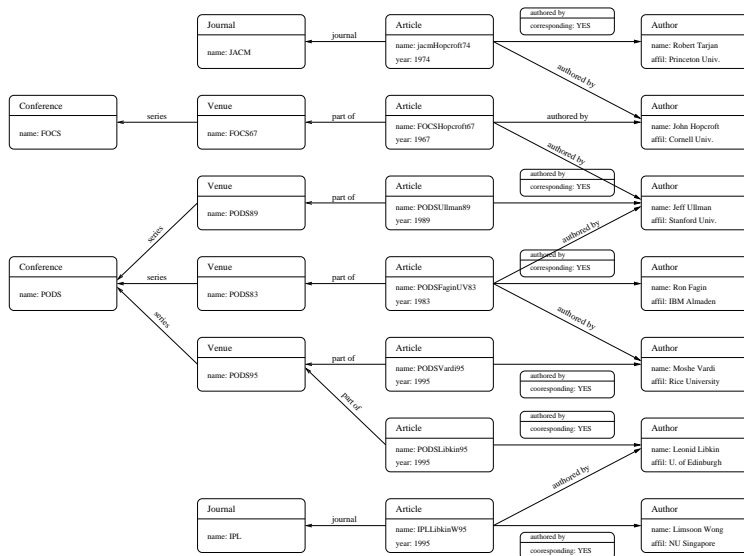 Journal
name: JACM
journal
Article
name: jacmHopcroft74
year: 1974
authored by
corresponding: YES
Author
name: Robert Tarjan
affil: Princeton Univ.
authored by
Conference
name: FOCS
series
Venue
name: FOCS67
part of
Article
name: FOCSHopcroft67
year: 1967
authored by
Author
name: John Hopcroft
affil: Cornell Univ.
authored by
Venue
name: PODS89
part of
Article
name: PODSUllman89
year: 1989
authored by
corresponding: YES
Author
name: Jeff Ullman
affil: Stanford Univ.
series
authored by
Conference
name: PODS
series
Venue
name: PODS83
part of
Article
name: PODSFaginUV83
year: 1983
authored by
corresponding: YES
Author
name: Ron Fagin
affil: IBM Almaden
series
authored by
Venue
name: PODS95
part of
Article
name: PODSVardi95
year: 1995
authored by
cooresponding: YES
Author
name: Moshe Vardi
affil: Rice University
part of
Article
name: PODSLibkin95
year: 1995
authored by
cooresponding: YES
Author
name: Leonid Libkin
affil: U. of Edinburgh
authored by
Journal
name: IPL
journal
Article
name: IPLLibkinW95
year: 1995
authored by
cooresponding: YES
Author
name: Limsoon Wong
affil: NU Singapore